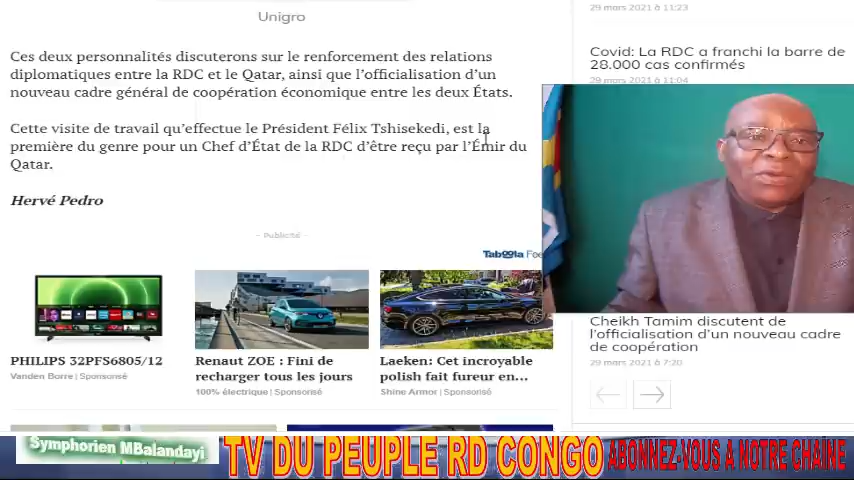 Unigro
Ces deux personnalités discuterons sur le renforcement des relations
diplomatiques entre la RDC et le Qatar, ainsi que l'officialisation d'un
nouveau cadre général de coopération économique entre les deux États.
Cette visite de travail qu'effectue le Président Félix Tshisekedi, est la
première du genre pour un Chef d'État de la RDC d'être reçu par l'Émir du
Qatar.
Hervé Pedro
- Publicité -
Taboola Fee
PHILIPS 32PFS6805/12
Vanden Borre | Sponsorisé
Renaut ZOE : Fini de
recharger tous les jours
100% électrique | Sponsorisé
Laeken: Cet incroyable
polish fait fureur en...
Shine Armor | Sponsorisé
29 mars 2021 à 11:23
Covid: La RDC a franchi la barre de
28.000 cas confirmés
29 mars 2021 à 11:04
Cheikh Tamim discutent de
l'officialisation d'un nouveau cadre
de coopération
29 mars 2021 à 7:20
Symphorien MBalandayi
TV DU PEUPLE RD CONGO
ABONNEZ-VOUS A NOTRE CHAINE